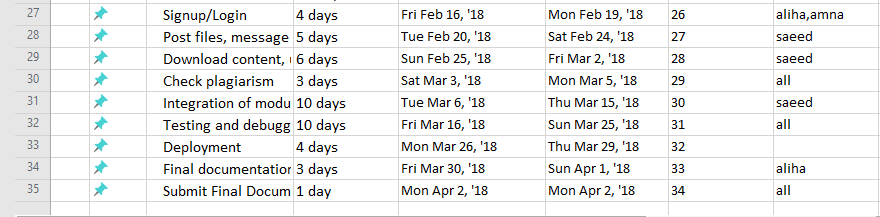 27 Signup/Login 4 days Fri Feb 16, '18 Mon Feb 19, '18 26 aliha,amna
28 Post files, message 5 days Tue Feb 20, '18 Sat Feb 24, '18 27 saeed
29 Download content, 6 days Sun Feb 25, '18 Fri Mar 2, '18 28 saeed
30 Check plagiarism 3 days Sat Mar 3, '18 Mon Mar 5, '18 29 all
31 Integration of modu 10 days Tue Mar 6, '18 Thu Mar 15, '18 30 saeed
32 Testing and debugg 10 days Fri Mar 16, '18 Sun Mar 25, '18 31 all
33 Deployment 4 days Mon Mar 26, '18 Thu Mar 29, '18 32
34 Final documentation 3 days Fri Mar 30, '18 Sun Apr 1, '18 33 aliha
35 Submit Final Docum 1 day Mon Apr 2, '18 Mon Apr 2, '18 34 all